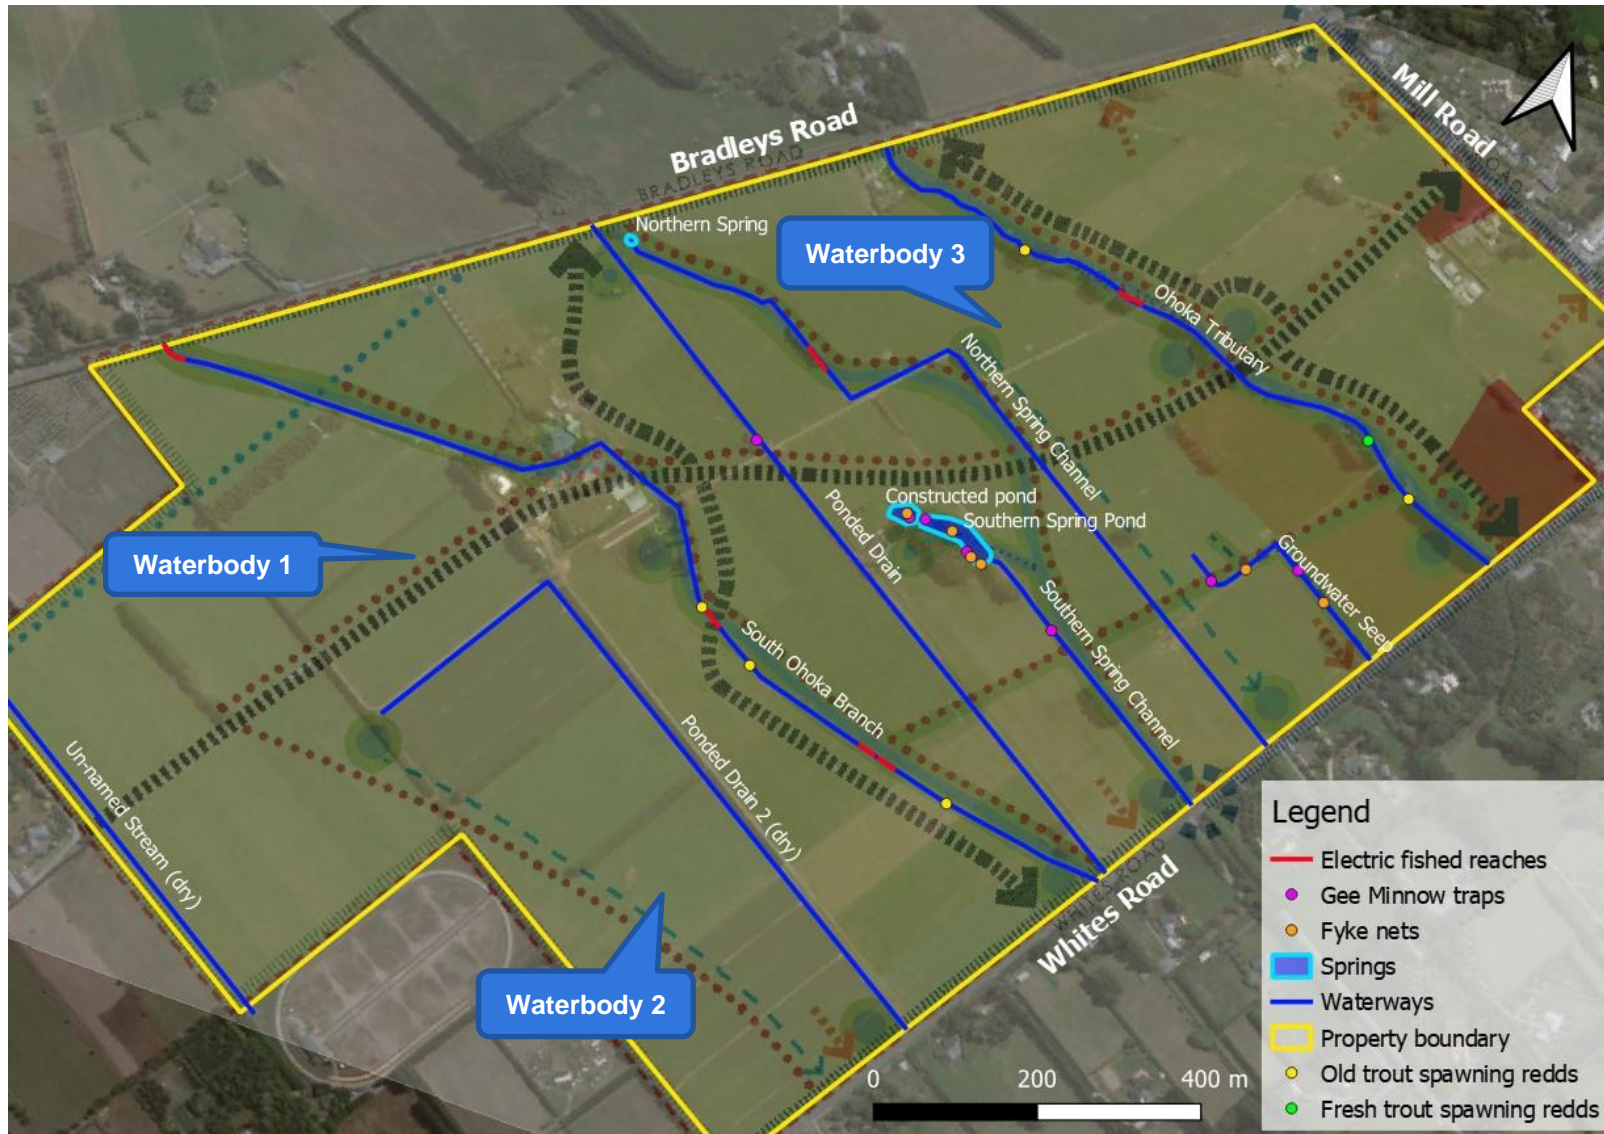 Bradleys Road
BRADLEYS ROAD
Mill Road
ROAD
Northern Spring
Waterbody 3
Ohoka Tributary
Northern Spring Channel
Constructed pond
Southern Spring Pond
Ponded Drain
Groundwater Seep
Waterbody 1
Southern Spring Channel
South Ohoka Branch
Ponded Drain 2 (dry)
Un-named Stream (dry)
Waterbody 2
WHITES ROAD
Whites Road
0 200 400 m
Legend
Electric fished reaches
Gee Minnow traps
Fyke nets
Springs
Waterways
Property boundary
Old trout spawning redds
Fresh trout spawning redds